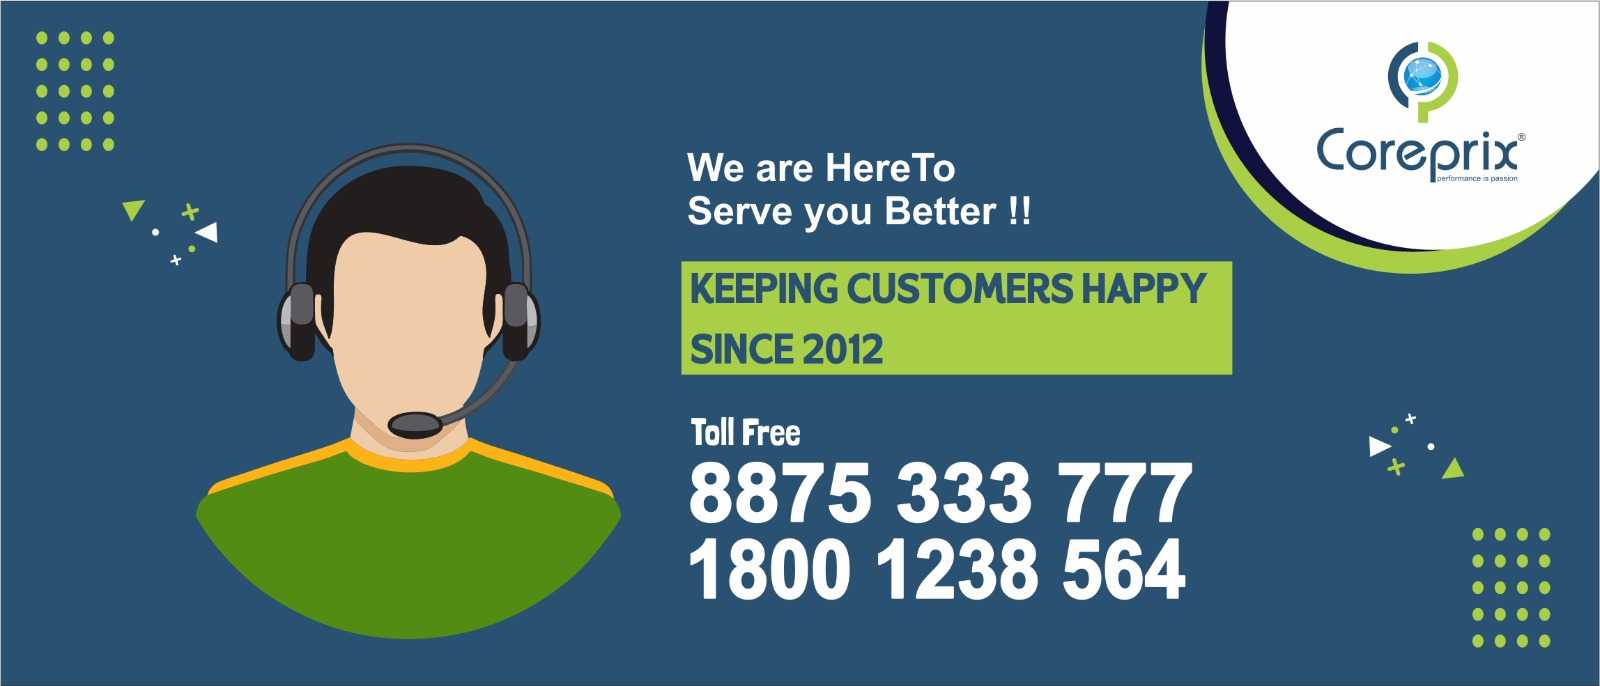 Coreprix®
performance is passion
We are HereTo
Serve you Better !!
KEEPING CUSTOMERS HAPPY
SINCE 2012
Toll Free
8875 333 777
1800 1238 564